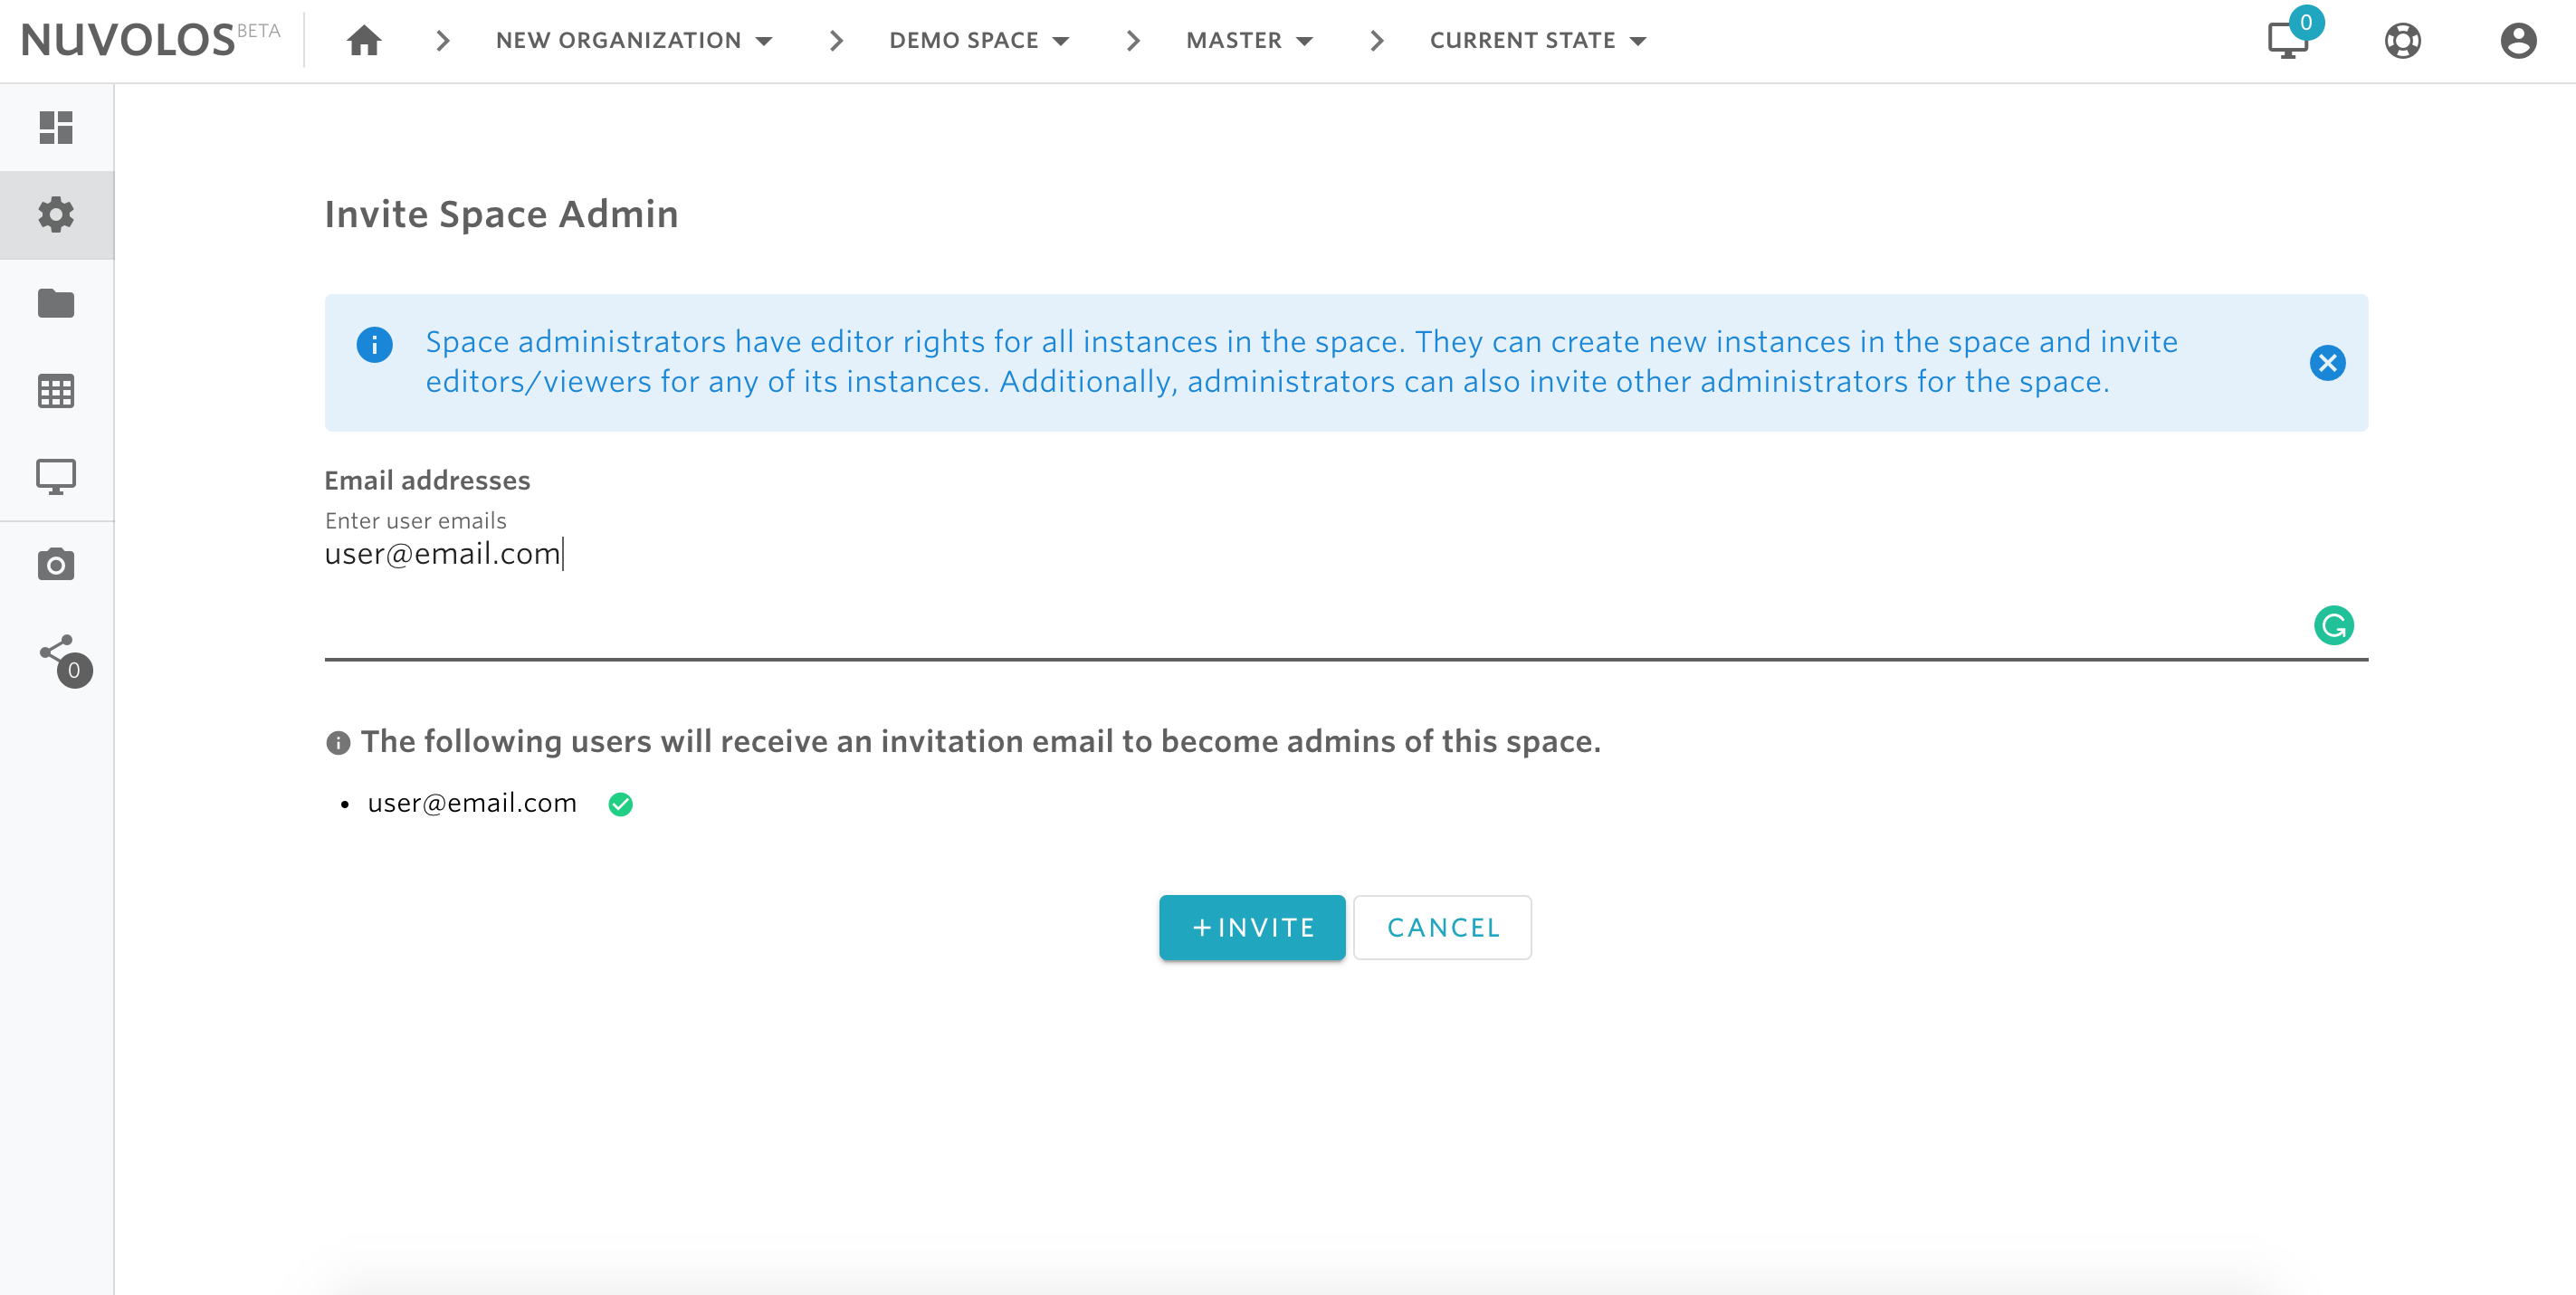 NUVOLOS BETA
NEW ORGANIZATION
DEMO SPACE
MASTER
CURRENT STATE
0
Invite Space Admin
Space administrators have editor rights for all instances in the space. They can create new instances in the space and invite
editors/viewers for any of its instances. Additionally, administrators can also invite other administrators for the space.
Email addresses
Enter user emails
user@email.com
0
The following users will receive an invitation email to become admins of this space.
• user@email.com
+INVITE
CANCEL